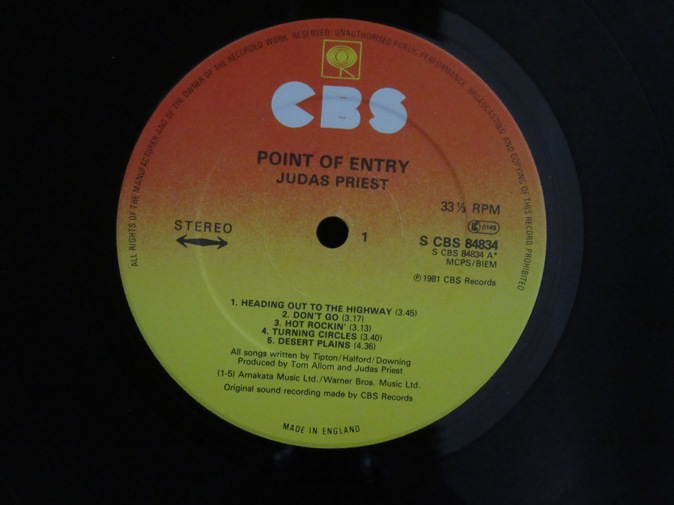 ALL RIGHTS OF THE MANUFACTURER AND OF THE OWNER OF THE RECORDED WORK RESERVED. UNAUTHORISED PUBLIC PERFORMANCE, BROADCASTING AND COPYING OF THIS RECORD PROHIBITED
CBS
POINT OF ENTRY
JUDAS PRIEST
33⅓ RPM
0149
STEREO
1
S CBS 84834
S CBS 84834 A*
MCPS/BIEM
℗ 1981 CBS Records
1. HEADING OUT TO THE HIGHWAY (3.45)
2. DON'T GO (3.17)
3. HOT ROCKIN' (3.13)
4. TURNING CIRCLES (3.40)
5. DESERT PLAINS (4.36)
All songs written by Tipton/Halford/Downing
Produced by Tom Allom and Judas Priest
(1-5) Arnakata Music Ltd./Warner Bros. Music Ltd.
Original sound recording made by CBS Records
MADE IN ENGLAND